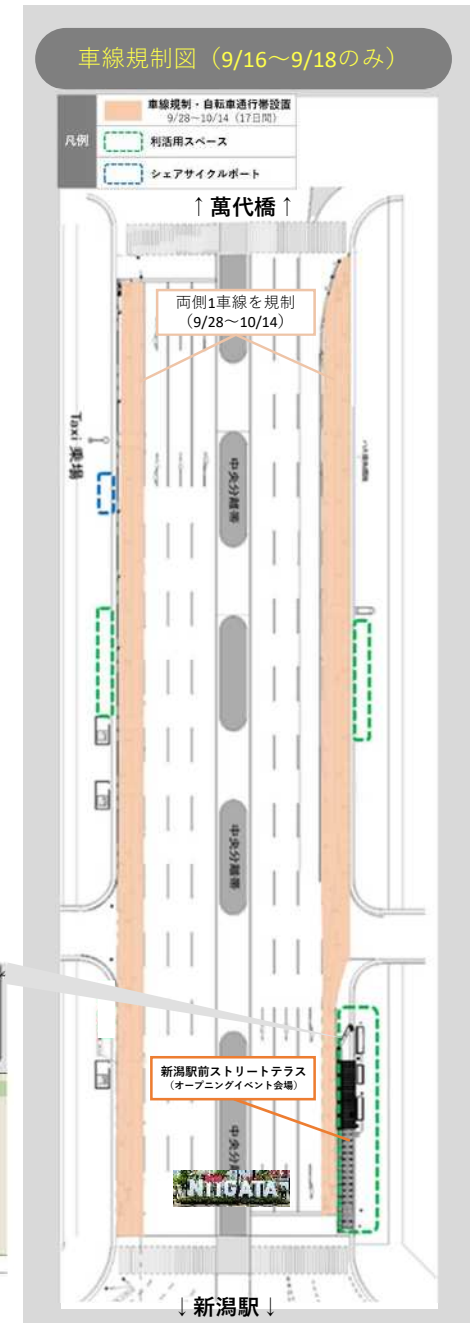 車線規制図（9/16～9/18のみ）
凡例
車線規制・自転車通行帯設置
9/28～10/14（17日間）
利活用スペース
シェアサイクルポート
↑萬代橋↑
両側1車線を規制
（9/28～10/14）
Taxi 乗場
中央分離帯
中央分離帯
新潟駅前ストリートテラス
（オープニングイベント会場）
中央分
NIIGATA
↓新潟駅↓